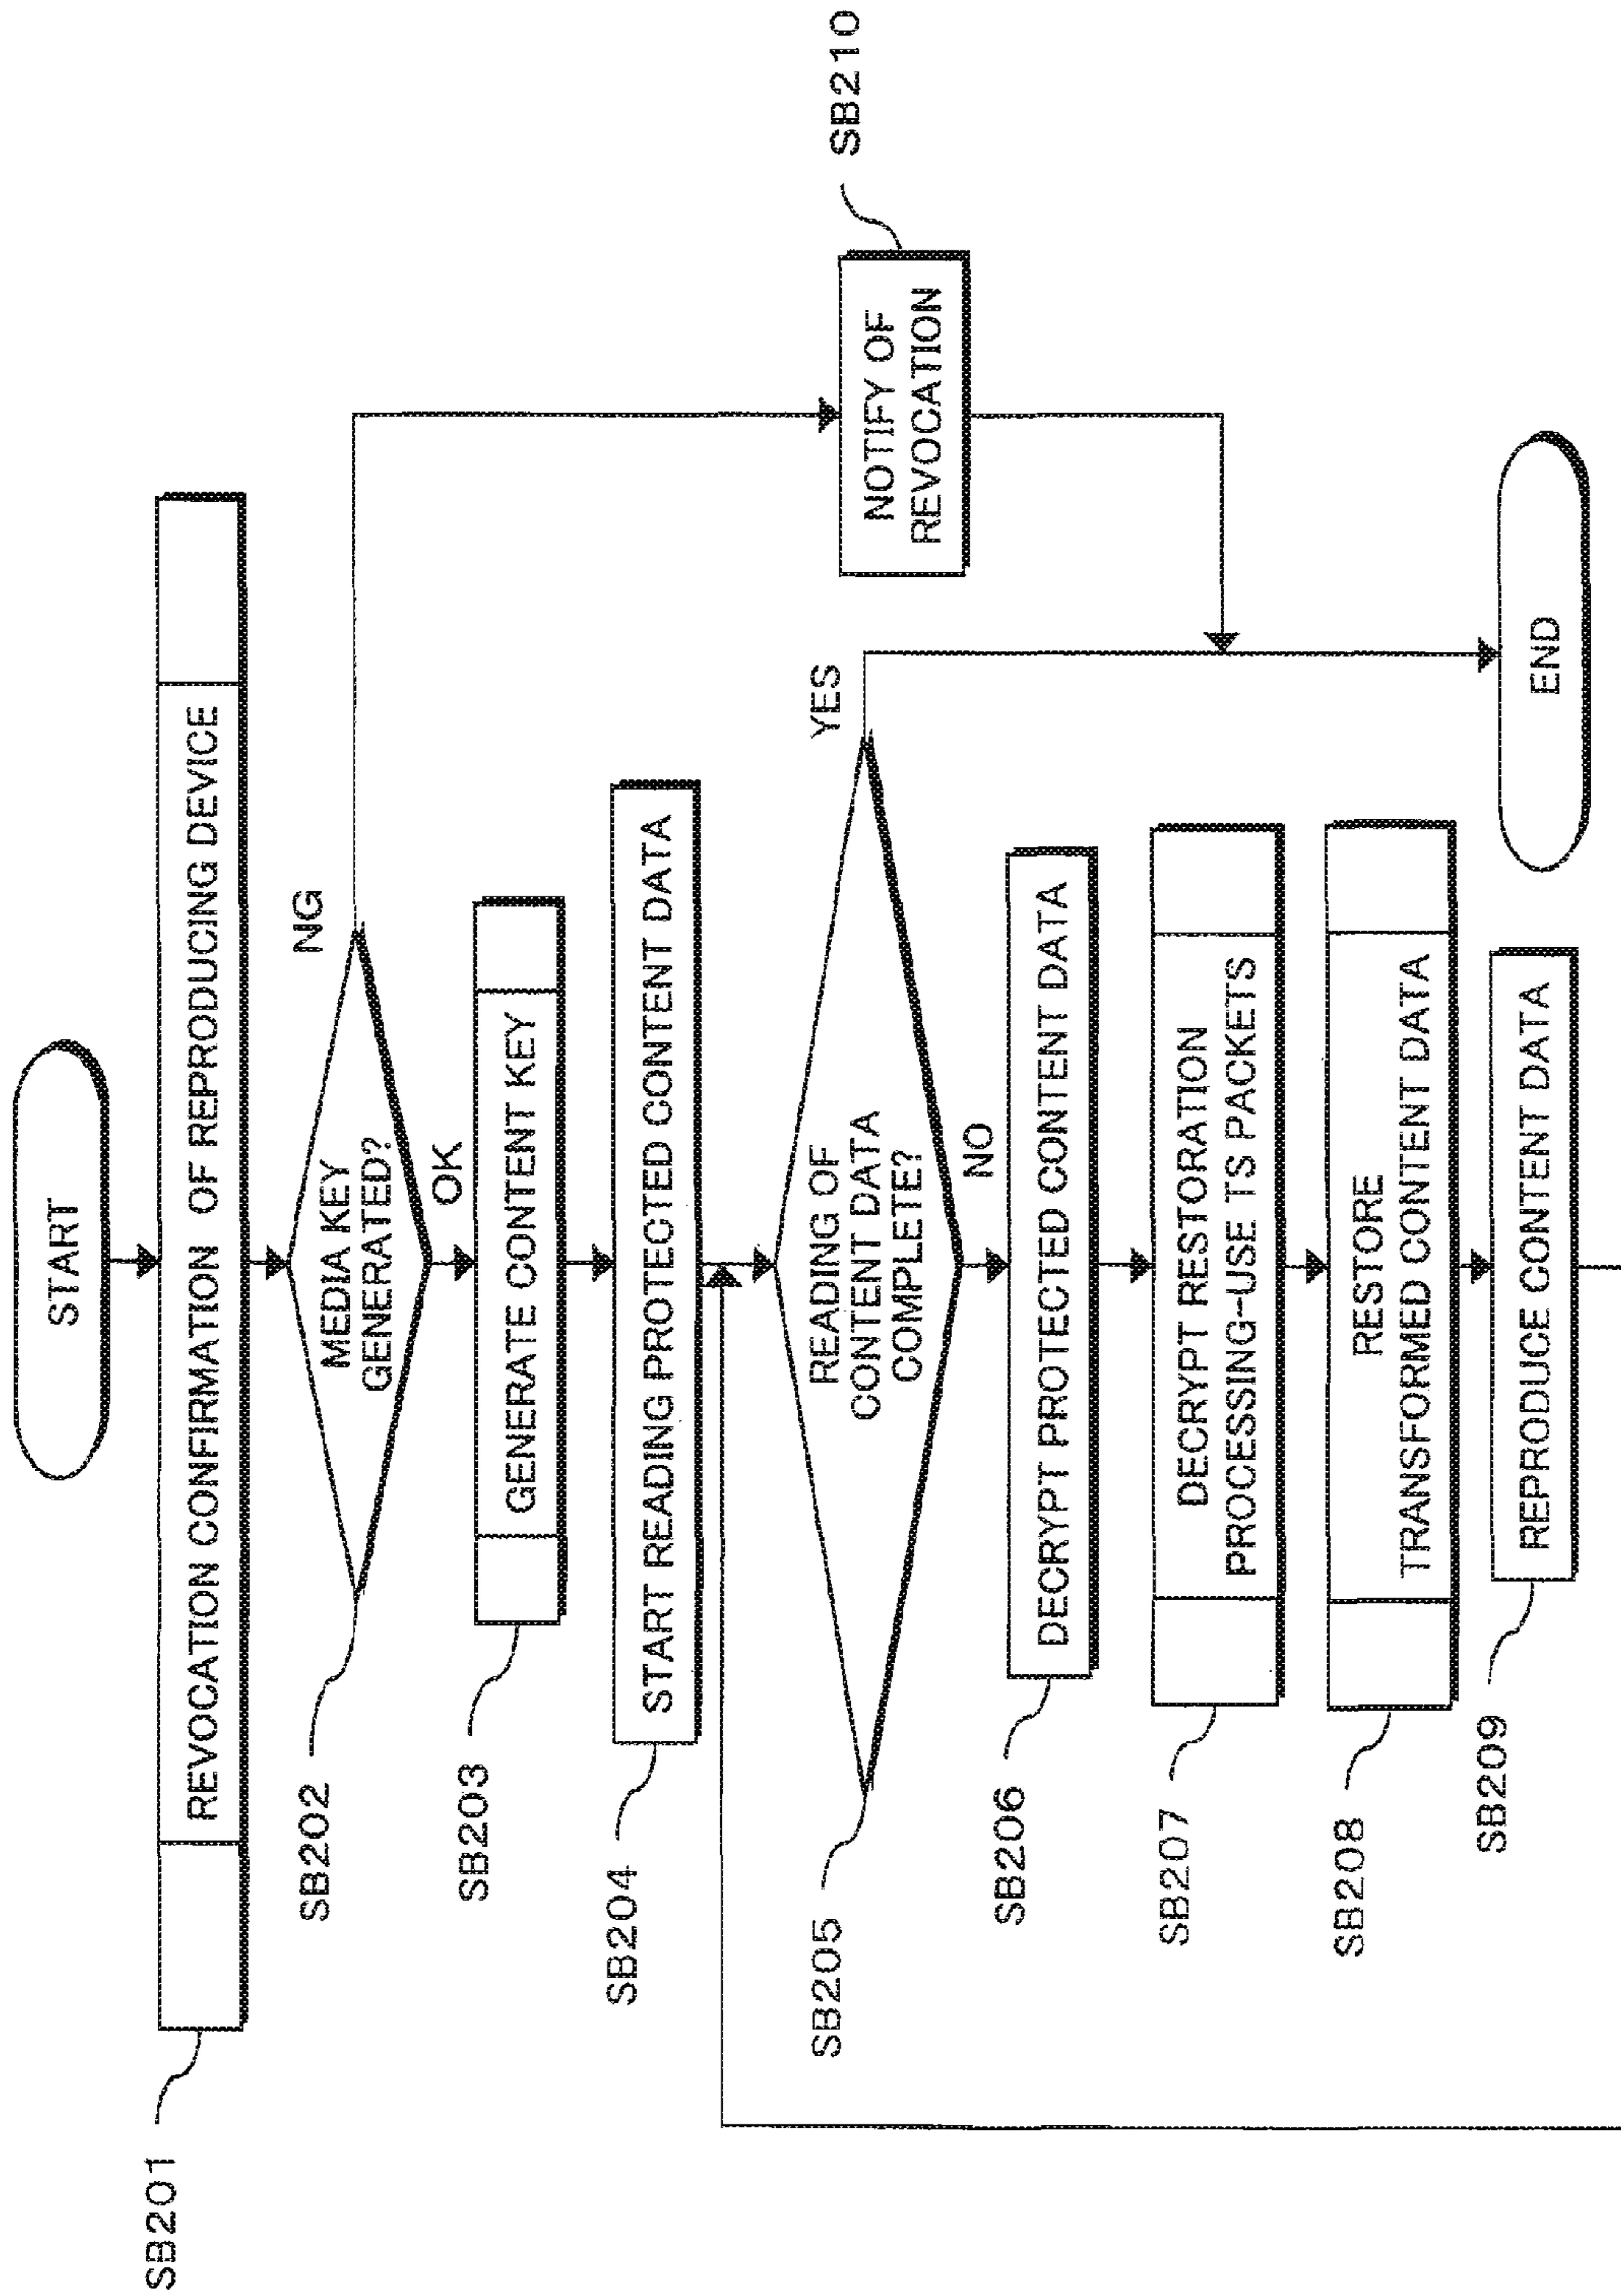 START
SB201
REVOCATION CONFIRMATION OF REPRODUCING DEVICE
SB202
MEDIA KEY
GENERATED?
NG
OK
SB203
GENERATE CONTENT KEY
SB204
START READING PROTECTED CONTENT DATA
SB205
READING OF
CONTENT DATA
COMPLETE?
YES
NO
SB210
NOTIFY OF
REVOCATION
SB206
DECRYPT PROTECTED CONTENT DATA
SB207
DECRYPT RESTORATION
PROCESSING-USE TS PACKETS
SB208
RESTORE
TRANSFORMED CONTENT DATA
SB209
REPRODUCE CONTENT DATA
END